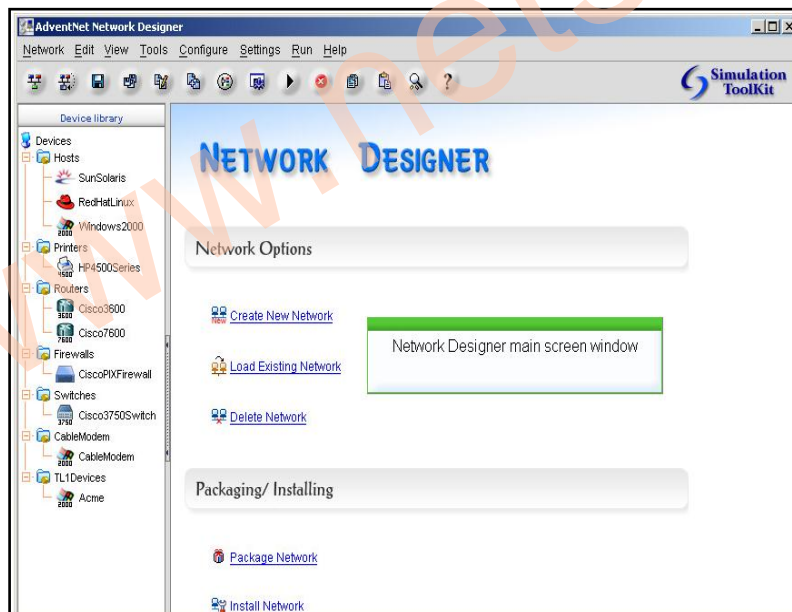 AdventNet Network Designer
Network Edit View Tools Configure Settings Run Help
Simulation
ToolKit
Device library
Devices
Hosts
SunSolaris
RedHatLinux
Windows2000
Printers
HP4500Series
Routers
Cisco3600
Cisco7600
Firewalls
CiscoPIXFirewall
Switches
Cisco3750Switch
CableModem
CableModem
TL1Devices
Acme
NETWORK DESIGNER
Network Options
Create New Network
Load Existing Network
Delete Network
Network Designer main screen window
Packaging/ Installing
Package Network
Install Network